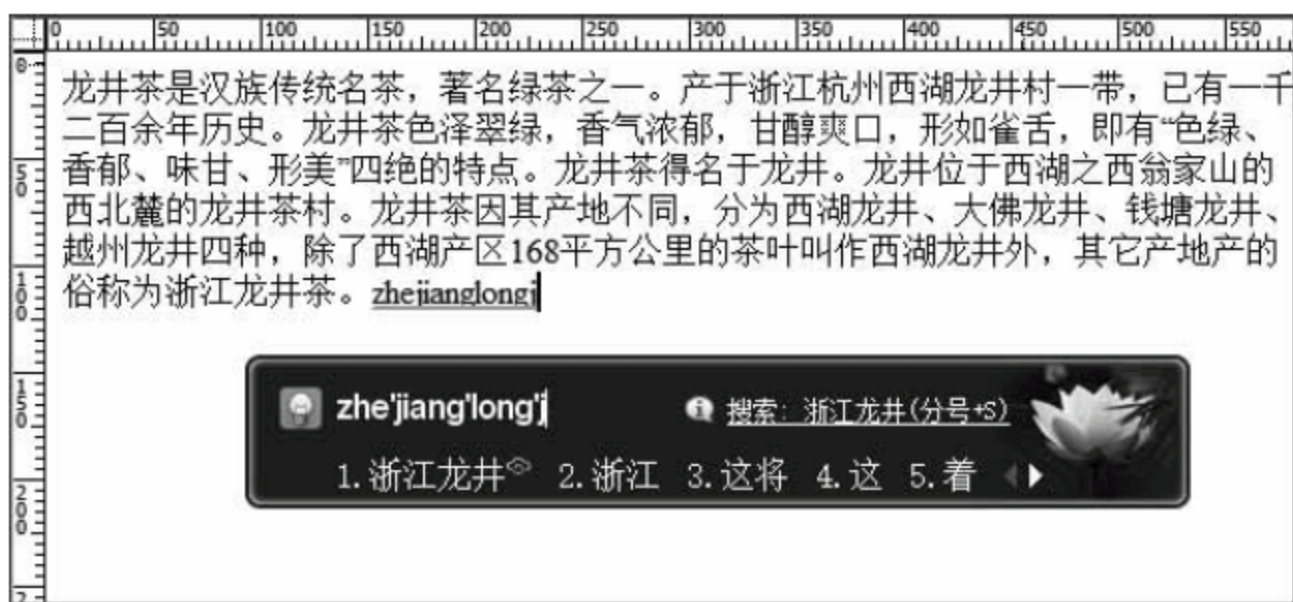 0 50 100 150 200 250 300 350 400 450 500 550
0
龙井茶是汉族传统名茶，著名绿茶之一。产于浙江杭州西湖龙井村一带，已有一千
二百余年历史。龙井茶色泽翠绿，香气浓郁，甘醇爽口，形如雀舌，即有“色绿、
50
香郁、味甘、形美”四绝的特点。龙井茶得名于龙井。龙井位于西湖之西翁家山的
西北麓的龙井茶村。龙井茶因其产地不同，分为西湖龙井、大佛龙井、钱塘龙井、
越州龙井四种，除了西湖产区168平方公里的茶叶叫作西湖龙井外，其它产地产的
100
俗称为浙江龙井茶。zhejianglongj
150
zhe'jiang'long'j 搜索：浙江龙井(分号+S)
1.浙江龙井 2.浙江 3.这将 4.这 5.着
200
2